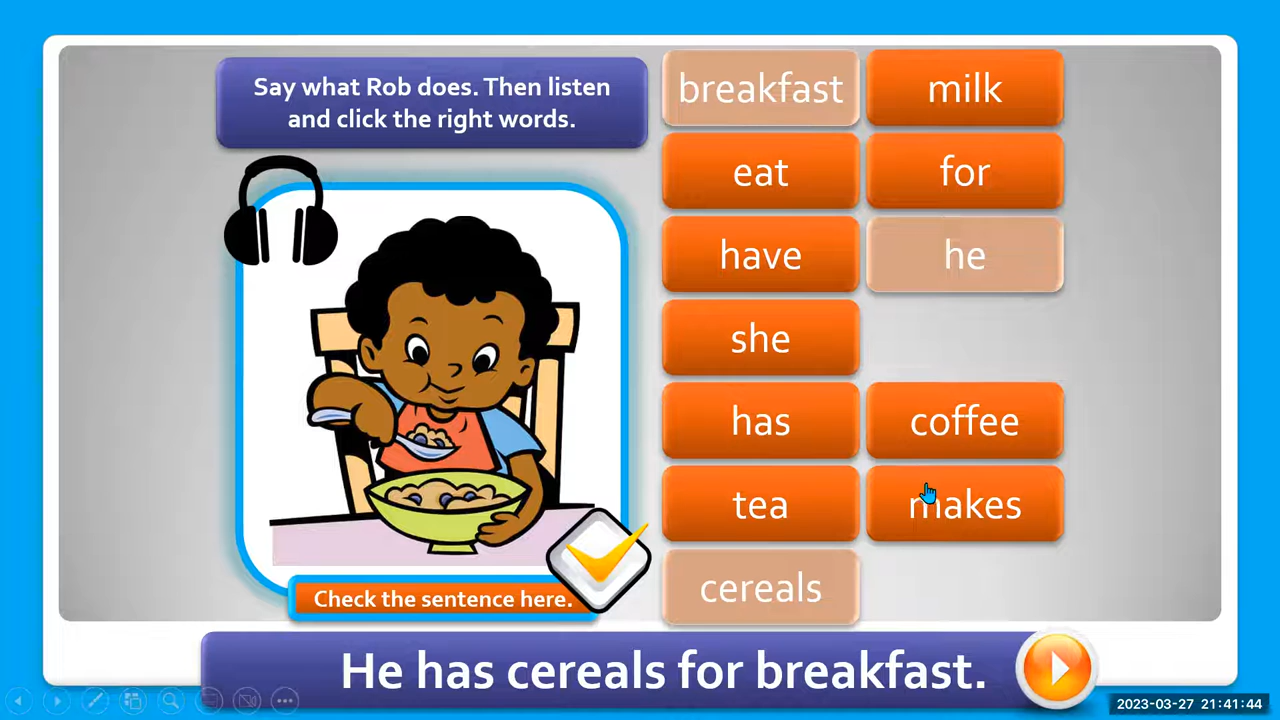 Say what Rob does. Then listen
and click the right words.
breakfast
milk
eat
for
have
he
she
has
coffee
tea
makes
cereals
Check the sentence here.
He has cereals for breakfast.
2023-03-27 21:41:44